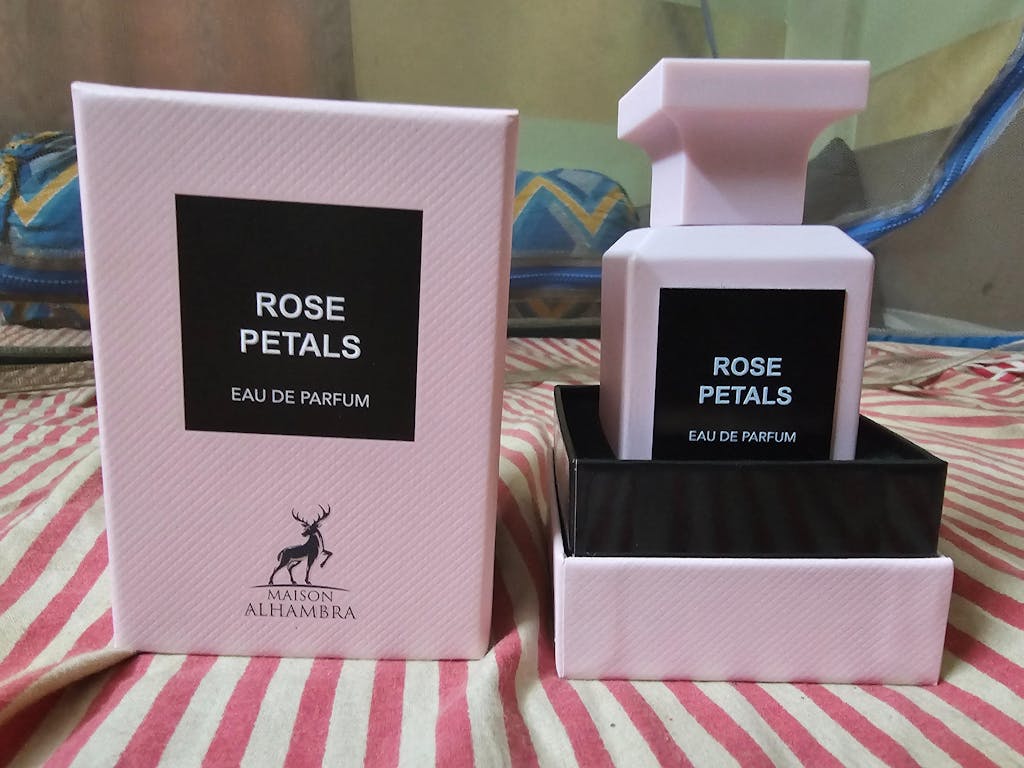 ROSE
PETALS
EAU DE PARFUM
MAISON
ALHAMBRA
ROSE
PETALS
EAU DE PARFUM